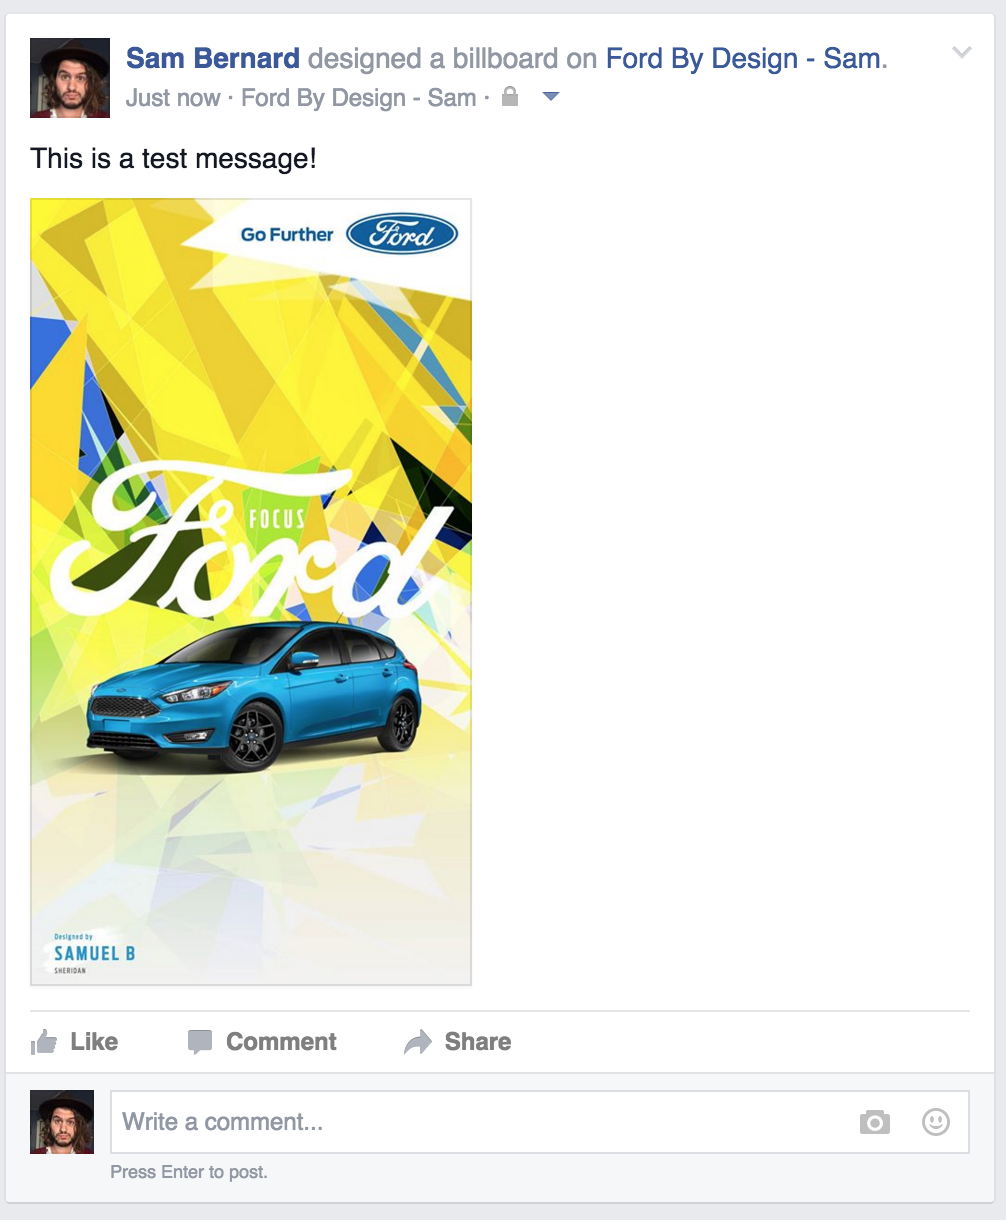 Sam Bernard designed a billboard on Ford By Design - Sam.
Just now · Ford By Design - Sam ·
This is a test message!
Go Further Ford
FOCUS
Ford
Designed by
SAMUEL B
SHERIDAN
Like Comment Share
Write a comment...
Press Enter to post.